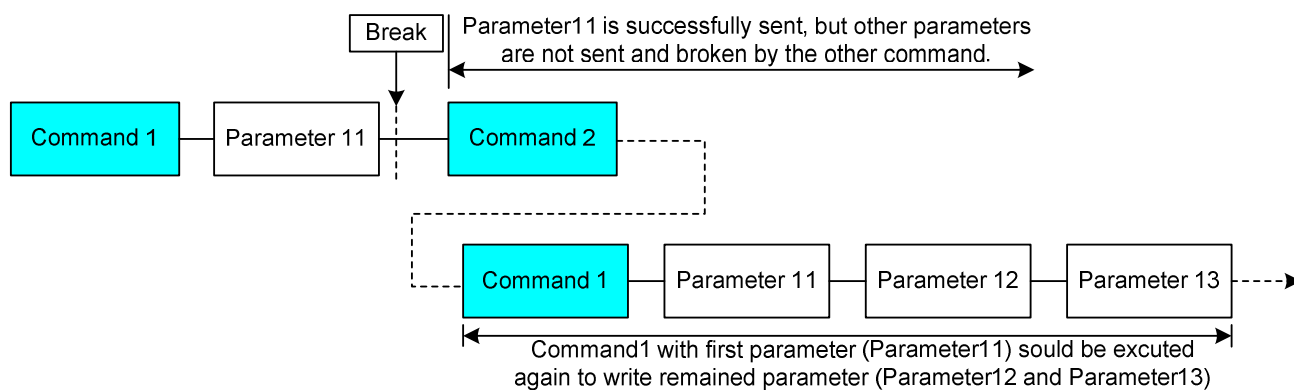 Break
Parameter11 is successfully sent, but other parameters
are not sent and broken by the other command.
Command 1
Parameter 11
Command 2
Command 1
Parameter 11
Parameter 12
Parameter 13
Command1 with first parameter (Parameter11) sould be excuted
again to write remained parameter (Parameter12 and Parameter13)